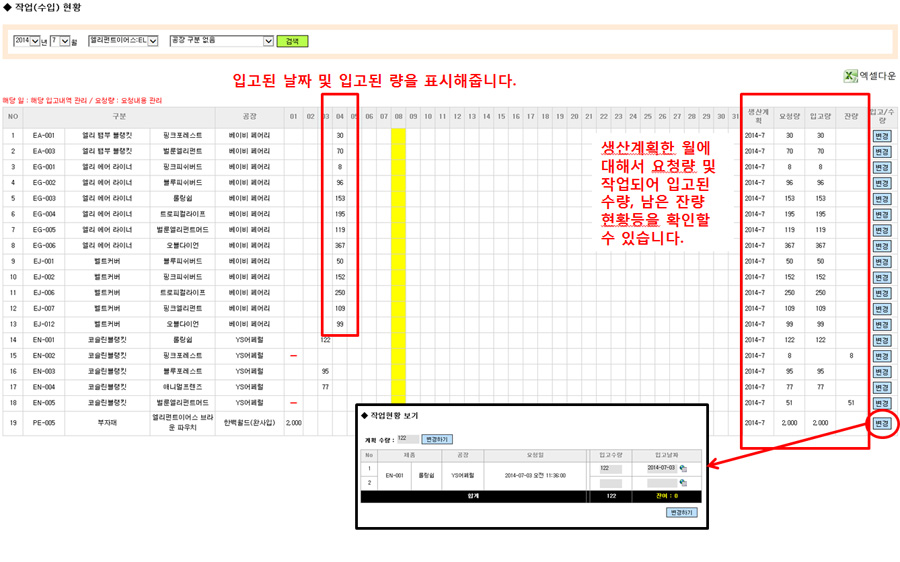 ◆ 작업(수입) 현황
2014 년 7 월 엘리펀트이어스:EL 공장 구분 없음 검색
입고된 날짜 및 입고된 량을 표시해줍니다.
엑셀다운
해당 일 : 해당 입고내역 관리 / 요청량 : 요청내용 관리
NO 구분 공장 01 02 03 04 05 06 07 08 09 10 11 12 13 14 15 16 17 18 19 20 21 22 23 24 25 26 27 28 29 30 31 생산계획 요청량 입고량 잔량 입고/수량
1 EA-001 엘리 탭부 블랭킷 핑크포레스트 베이비 페어리 30 2014-7 30 30 변경
2 EA-003 엘리 탭부 블랭킷 벌룬엘리펀트 베이비 페어리 70 2014-7 70 70 변경
3 EG-001 엘리 에어 라이너 핑크피쉬버드 베이비 페어리 8 2014-7 8 8 변경
4 EG-002 엘리 에어 라이너 블루피쉬버드 베이비 페어리 96 2014-7 96 96 변경
5 EG-003 엘리 에어 라이너 롤링쉽 베이비 페어리 153 2014-7 153 153 변경
6 EG-004 엘리 에어 라이너 트로피컬라이프 베이비 페어리 195 2014-7 195 195 변경
7 EG-005 엘리 에어 라이너 벌룬엘리펀트머드 베이비 페어리 119 2014-7 119 119 변경
8 EG-006 엘리 에어 라이너 오블다이언 베이비 페어리 367 2014-7 367 367 변경
9 EJ-001 벨트커버 블루피쉬버드 베이비 페어리 50 2014-7 50 50 변경
10 EJ-002 벨트커버 핑크피쉬버드 베이비 페어리 152 2014-7 152 152 변경
11 EJ-006 벨트커버 트로피컬라이프 베이비 페어리 250 2014-7 250 250 변경
12 EJ-007 벨트커버 핑크엘리펀트 베이비 페어리 109 2014-7 109 109 변경
13 EJ-012 벨트커버 오블다이언 베이비 페어리 99 2014-7 99 99 변경
14 EN-001 코슬린블랭킷 롤링쉽 YS어페럴 122 2014-7 122 122 변경
15 EN-002 코슬린블랭킷 핑크포레스트 YS어페럴 ー 2014-7 8 8 변경
16 EN-003 코슬린블랭킷 블루포레스트 YS어페럴 95 2014-7 95 95 변경
17 EN-004 코슬린블랭킷 애니멀프렌즈 YS어페럴 77 2014-7 77 77 변경
18 EN-005 코슬린블랭킷 벌룬엘리펀트머드 YS어페럴 ー 2014-7 51 51 변경
19 PE-005 부자재 엘리펀트이어스 브라운 파우치 한백월드(완사입) 2,000 2014-7 2,000 2,000 변경
생산계획한 월에
대해서 요청량 및
작업되어 입고된
수량, 남은 잔량
현황등을 확인할
수 있습니다.
◆ 작업현황 보기
계획 수량 : 122 변경하기
No 제품 공장 요청일 입고수량 입고날짜
1 EN-001 롤링쉽 YS어페럴 2014-07-03 오전 11:36:00 122 2014-07-03
2
합계 122 잔여 : 0
변경하기